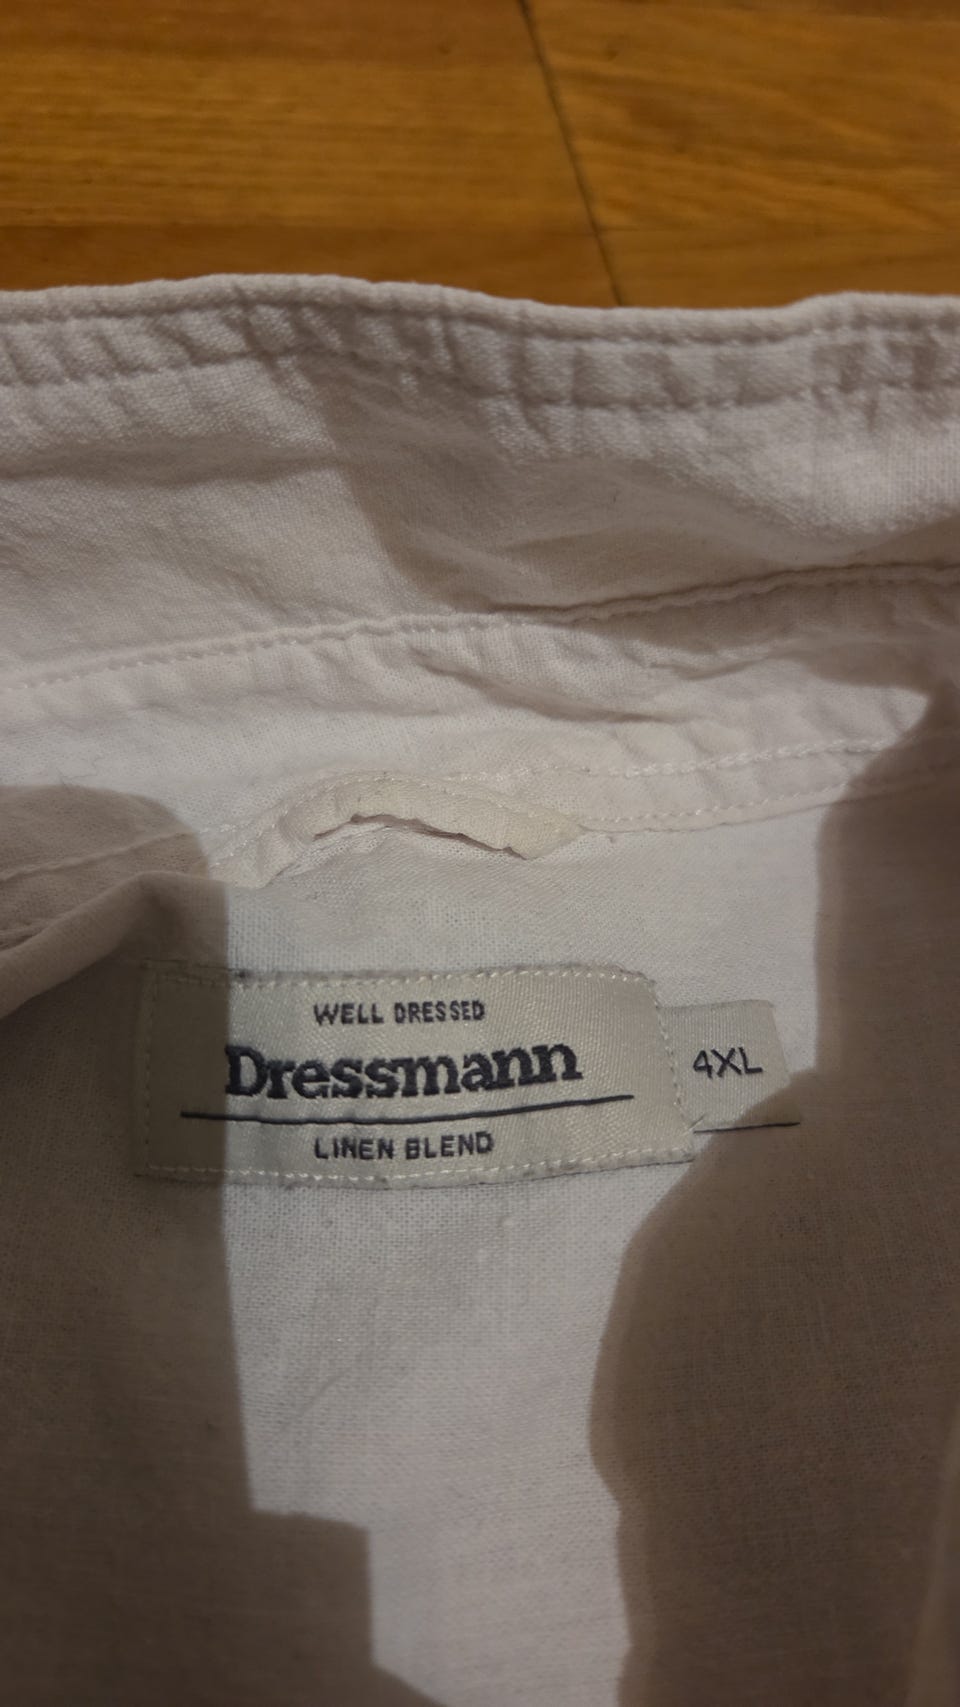 WELL DRESSED
Dressmann
LINEN BLEND
4XL